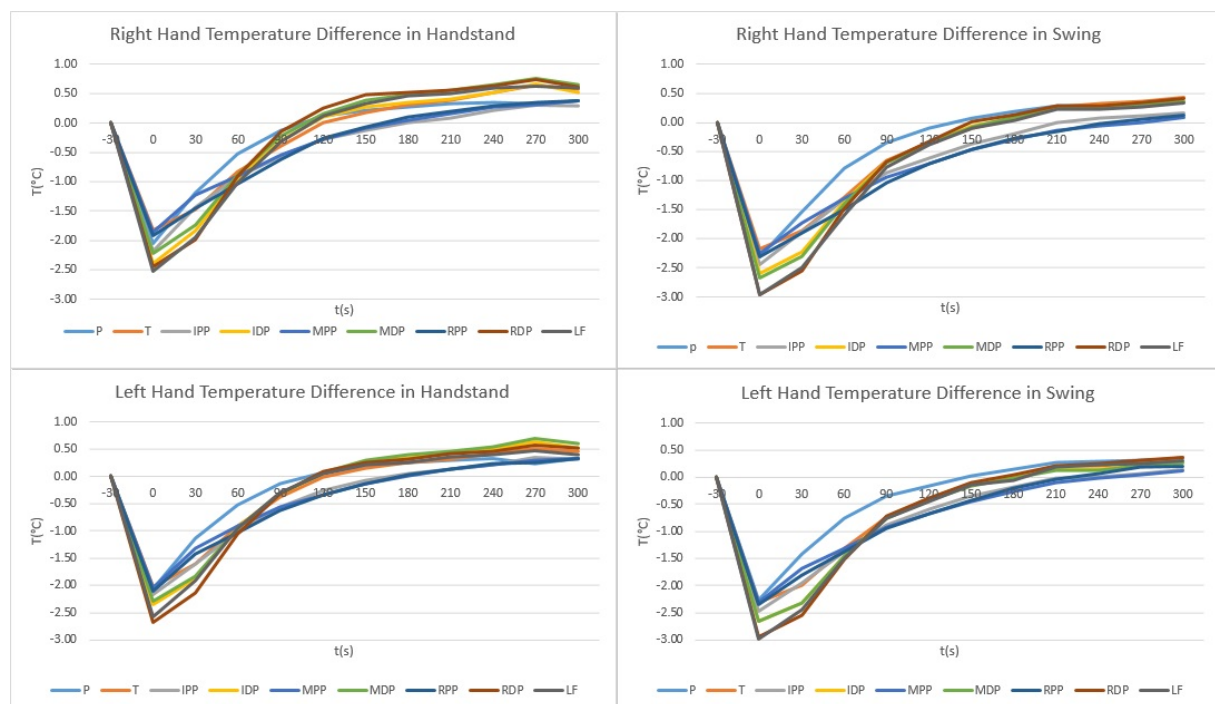 Right Hand Temperature Difference in Handstand
1.00
0.50
0.00
-0.50
-1.00
-1.50
-2.00
-2.50
-3.00
T(°C)
-30 0 30 60 90 120 150 180 210 240 270 300
t(s)
P T IPP IDP MPP MDP RPP RDP LF
Right Hand Temperature Difference in Swing
1.00
0.50
0.00
-0.50
-1.00
-1.50
-2.00
-2.50
-3.00
T(°C)
-30 0 30 60 90 120 150 180 210 240 270 300
t(s)
p T IPP IDP MPP MDP RPP RDP LF
Left Hand Temperature Difference in Handstand
1.00
0.50
0.00
-0.50
-1.00
-1.50
-2.00
-2.50
-3.00
T(°C)
-30 0 30 60 90 120 150 180 210 240 270 300
t(s)
P T IPP IDP MPP MDP RPP RDP LF
Left Hand Temperature Difference in Swing
1.00
0.50
0.00
-0.50
-1.00
-1.50
-2.00
-2.50
-3.00
T(°C)
-30 0 30 60 90 120 150 180 210 240 270 300
t(s)
P T IPP IDP MPP MDP RPP RDP LF